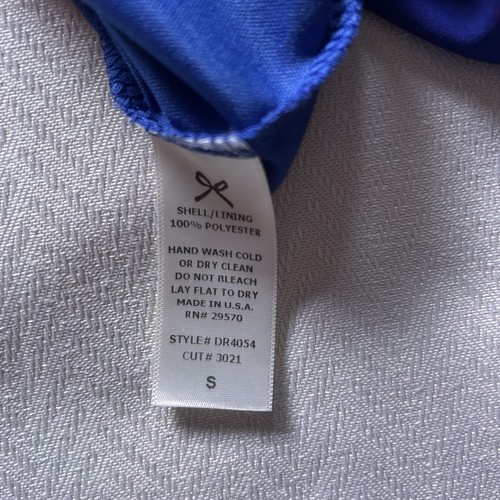 SHELL/LINING
100% POLYESTER
HAND WASH COLD
OR DRY CLEAN
DO NOT BLEACH
LAY FLAT TO DRY
MADE IN U.S.A.
RN# 29570
STYLE# DR4054
CUT# 3021
S